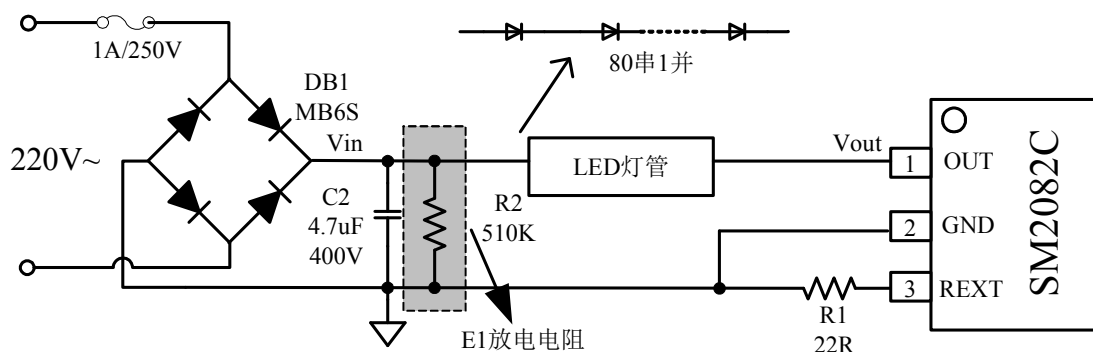 1A/250V
80串1并
DB1
MB6S
220V~
Vin
LED灯管
Vout
1
OUT
C2
4.7uF
400V
R2
510K
2
GND
SM2082C
3
REXT
R1
22R
E1放电电阻